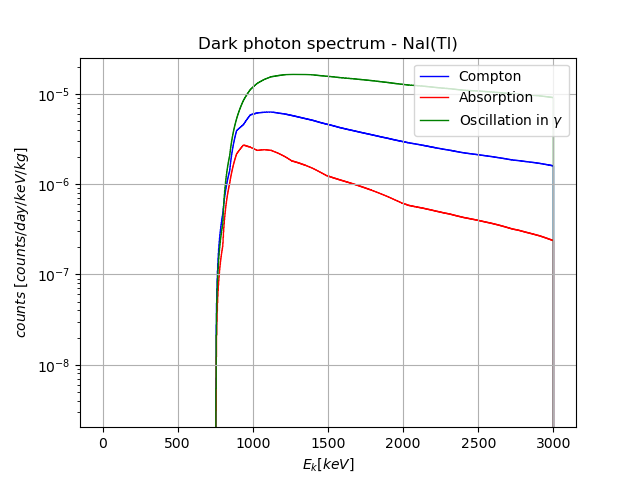 Dark photon spectrum - NaI(Tl)
Compton
Absorption
Oscillation in γ
10⁻⁵
10⁻⁶
10⁻⁷
10⁻⁸
counts [counts/day/keV/kg]
0 500 1000 1500 2000 2500 3000
Eₖ[keV]